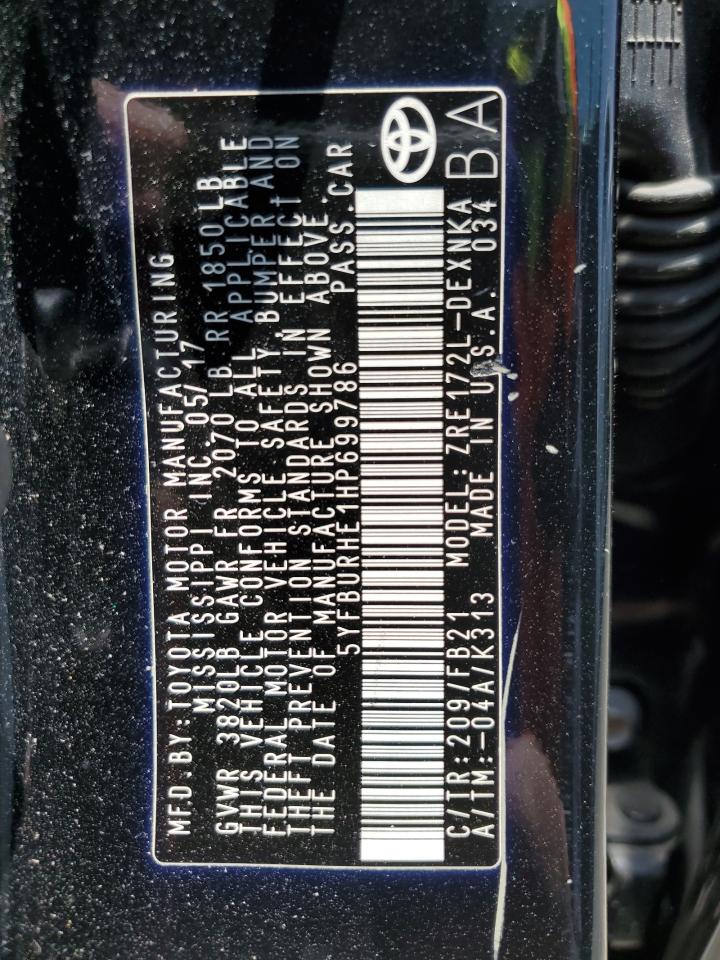 MFD.BY:TOYOTA MOTOR MANUFACTURING
MISSISSIPPI INC. 05/17
GVWR 3820LB GAWR FR 2070 LB RR 1850 LB
THIS VEHICLE CONFORMS TO ALL APPLICABLE
FEDERAL MOTOR VEHICLE SAFETY,BUMPER AND
THEFT PREVENTION STANDARDS IN EFFECT ON
THE DATE OF MANUFACTURE SHOWN ABOVE.
5YFBURHE1HP699786 PASS.CAR
C/TR:209/FB21 MODEL:ZRE172L-DEXNKA
A/TM:-04A/K313 MADE IN U.S.A. 034
BA